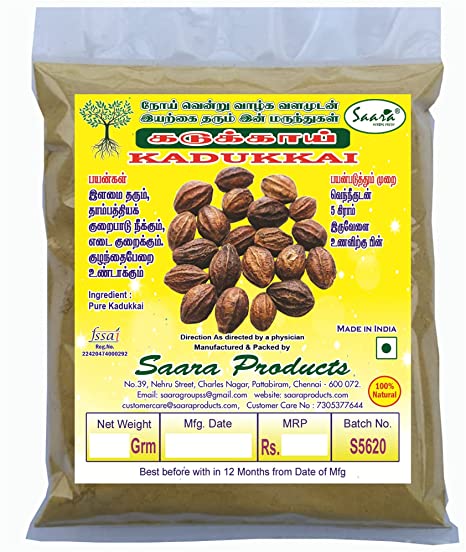 நோய் வென்று வாழ்க வளமுடன்
இயற்கை தரும் இன் மருந்துகள்
Saara®
கடுக்காய்
KADUKKAI
பயன்கள்
இளமை தரும்,
தாம்பத்தியக்
குறைபாடு நீக்கும்,
எடை குறைக்கும்.
குழந்தைபேறை
உண்டாக்கும்
பயன்படுத்தும் முறை
வெந்நீருடன்
5 கிராம்
இருவேளை
உணவிற்கு பின்
Ingredient :
Pure Kadukkai
fssai
Reg.No.
22420474000292
Made in India
Direction As directed by a physician
Manufactured & Packed by
Saara Products
No.39, Nehru Street, Charles Nagar, Pattabiram, Chennai - 600 072.
Email: saaragroupss@gmail.com website: saaraproducts.com
customercare@saaraproducts.com, Customer Care No : 7305377644
100%
Natural
Net Weight Mfg. Date MRP Batch No.
Grm Rs. S5620
Best before with in 12 Months from Date of Mfg